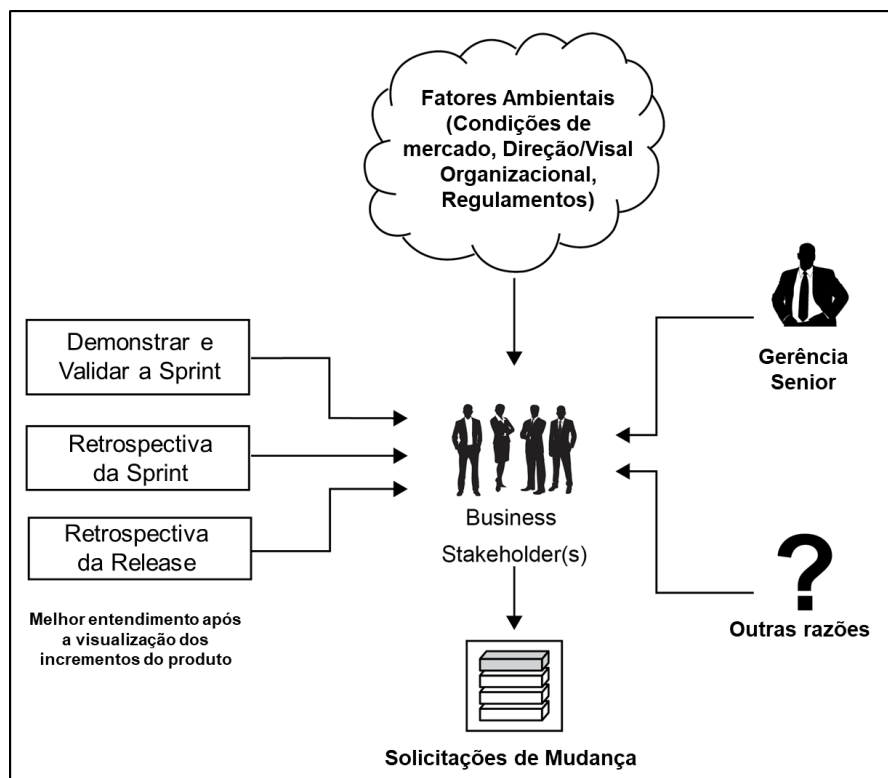 Fatores Ambientais
(Condições de
mercado, Direção/Visal
Organizacional,
Regulamentos)
Demonstrar e
Validar a Sprint
Retrospectiva
da Sprint
Retrospectiva
da Release
Melhor entendimento após
a visualização dos
incrementos do produto
Business
Stakeholder(s)
Gerência
Senior
?
Outras razões
Solicitações de Mudança